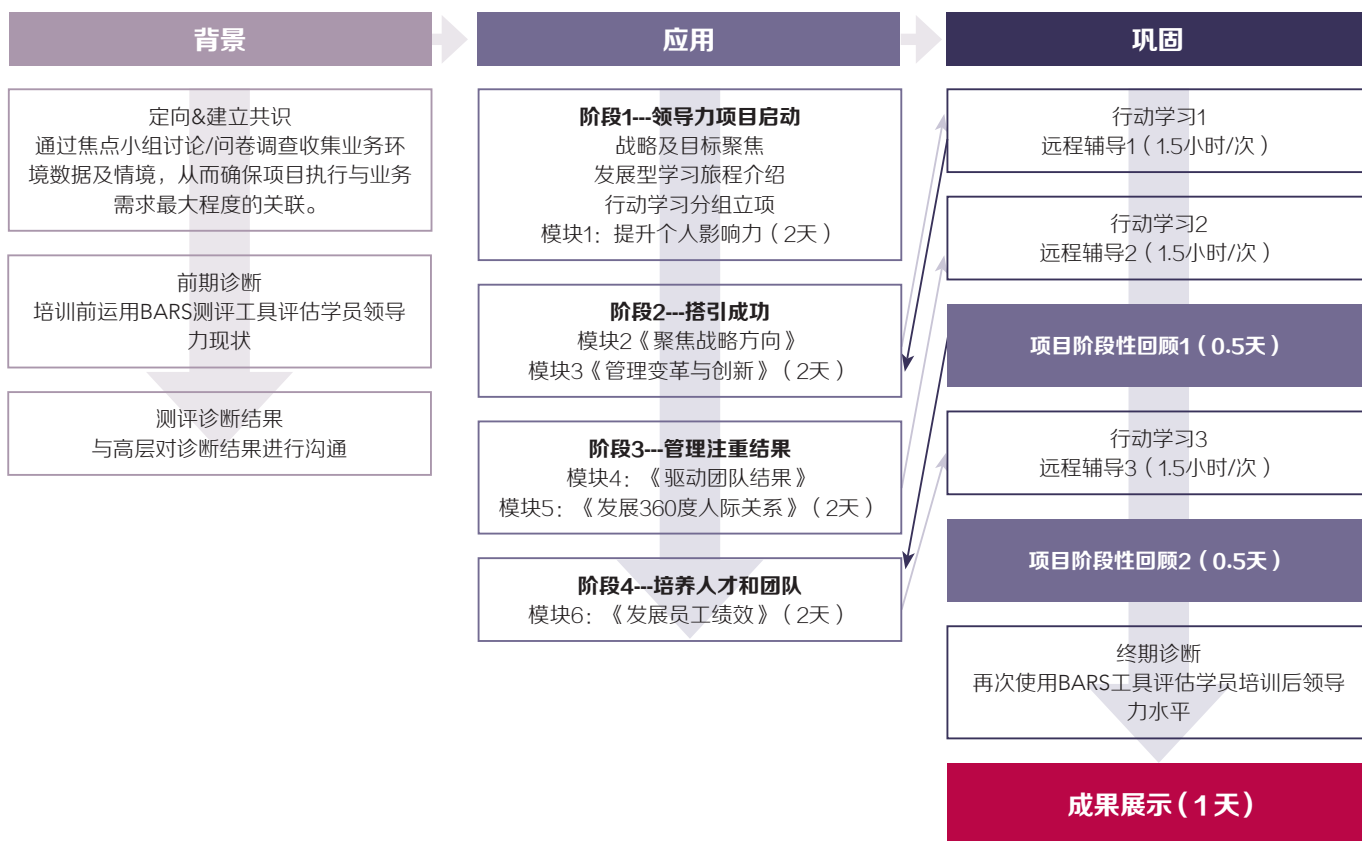 背景
定向&建立共识
通过焦点小组讨论/问卷调查收集业务环
境数据及情境，从而确保项目执行与业务
需求最大程度的关联。
前期诊断
培训前运用BARS测评工具评估学员领导
力现状
测评诊断结果
与高层对诊断结果进行沟通
应用
阶段1---领导力项目启动
战略及目标聚焦
发展型学习旅程介绍
行动学习分组立项
模块1：提升个人影响力（2天）
阶段2---搭引成功
模块2《聚焦战略方向》
模块3《管理变革与创新》（2天）
阶段3---管理注重结果
模块4：《驱动团队结果》
模块5：《发展360度人际关系》（2天）
阶段4---培养人才和团队
模块6：《发展员工绩效》（2天）
巩固
行动学习1
远程辅导1（1.5小时/次）
行动学习2
远程辅导2（1.5小时/次）
项目阶段性回顾1（0.5天）
行动学习3
远程辅导3（1.5小时/次）
项目阶段性回顾2（0.5天）
终期诊断
再次使用BARS工具评估学员培训后领导
力水平
成果展示（1天）